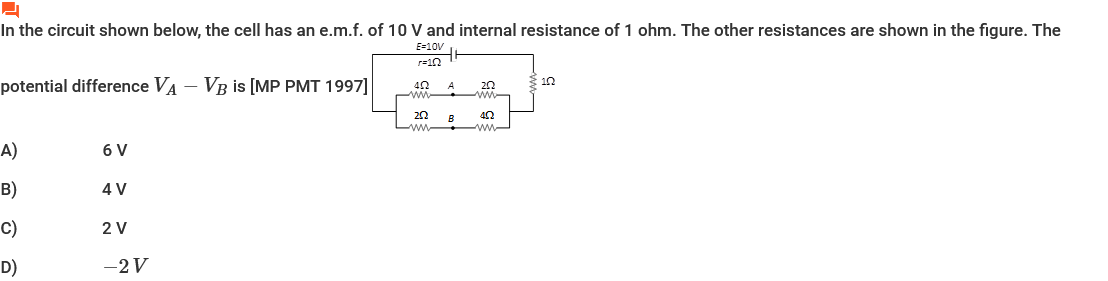 In the circuit shown below, the cell has an e.m.f. of 10 V and internal resistance of 1 ohm. The other resistances are shown in the figure. The
E=10V
r=1Ω
potential difference V_A − V_B is [MP PMT 1997]
4Ω A 2Ω 1Ω
2Ω B 4Ω
A) 6 V
B) 4 V
C) 2 V
D) −2 V